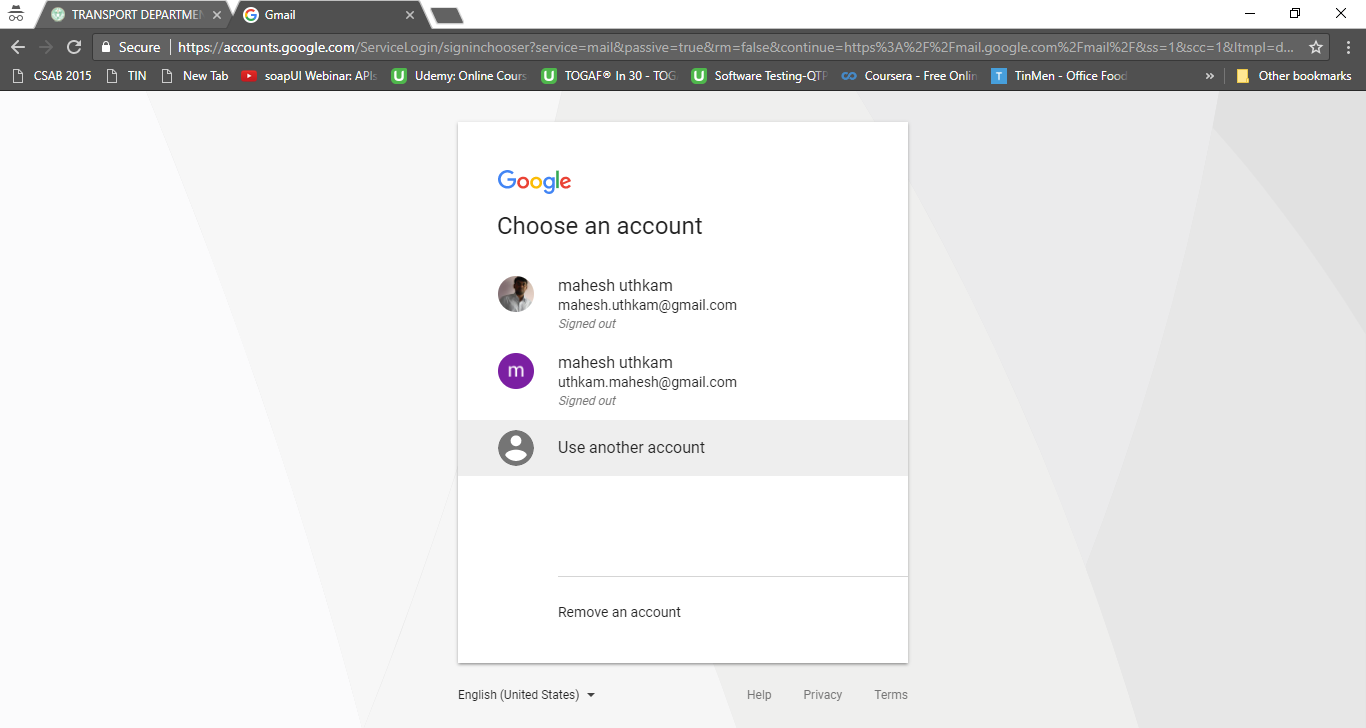 TRANSPORT DEPARTMEN
Gmail
Secure
https://accounts.google.com/ServiceLogin/signinchooser?service=mail&passive=true&rm=false&continue=https%3A%2F%2Fmail.google.com%2Fmail%2F&ss=1&scc=1&ltmpl=d...
CSAB 2015
TIN
New Tab
soapUI Webinar: APIs
Udemy: Online Cours
TOGAF® In 30 - TOG
Software Testing-QTP
Coursera - Free Onlin
T
TinMen - Office Food
»
Other bookmarks
Google
Choose an account
mahesh uthkam
mahesh.uthkam@gmail.com
Signed out
m
mahesh uthkam
uthkam.mahesh@gmail.com
Signed out
Use another account
Remove an account
English (United States)
Help
Privacy
Terms